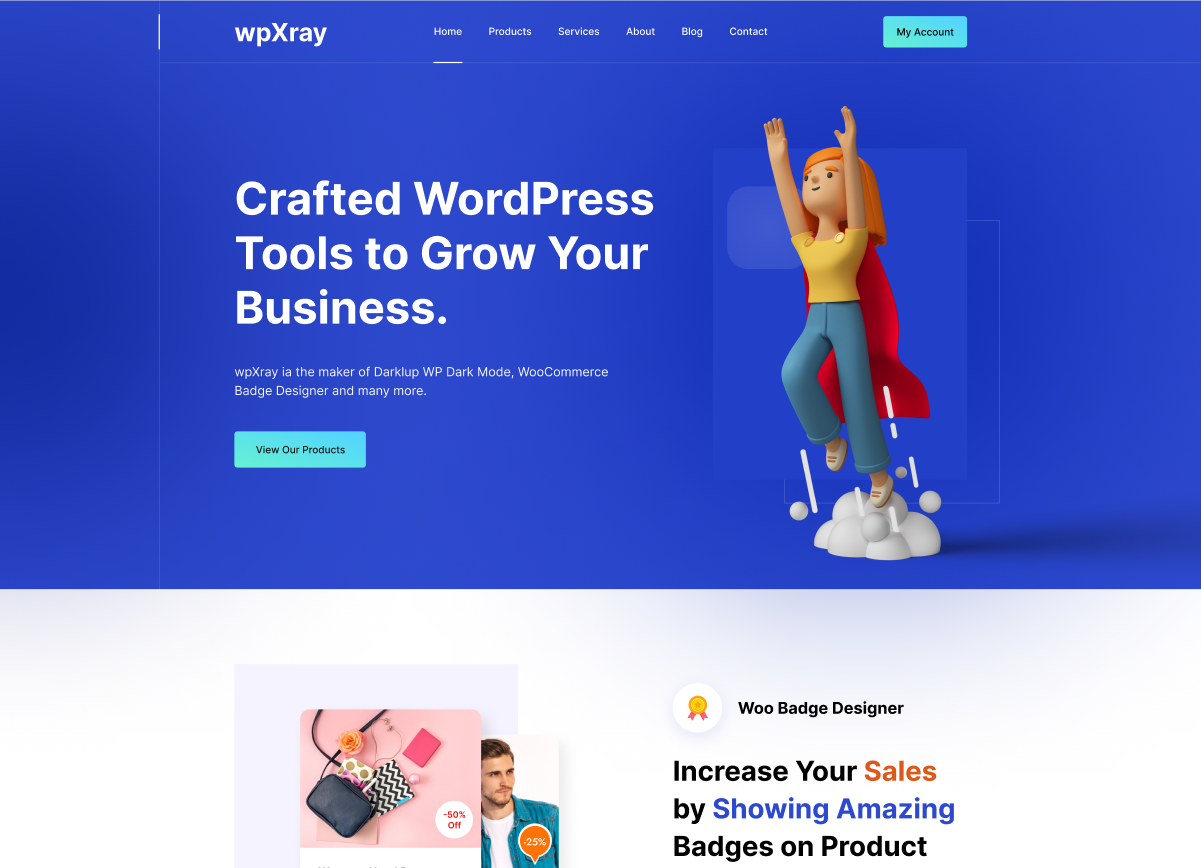 wpXray
Home
Products
Services
About
Blog
Contact
My Account
Crafted WordPress
Tools to Grow Your
Business.
wpXray ia the maker of Darklup WP Dark Mode, WooCommerce
Badge Designer and many more.
View Our Products
Woo Badge Designer
Increase Your Sales
by Showing Amazing
Badges on Product
-50%
Off
-25%